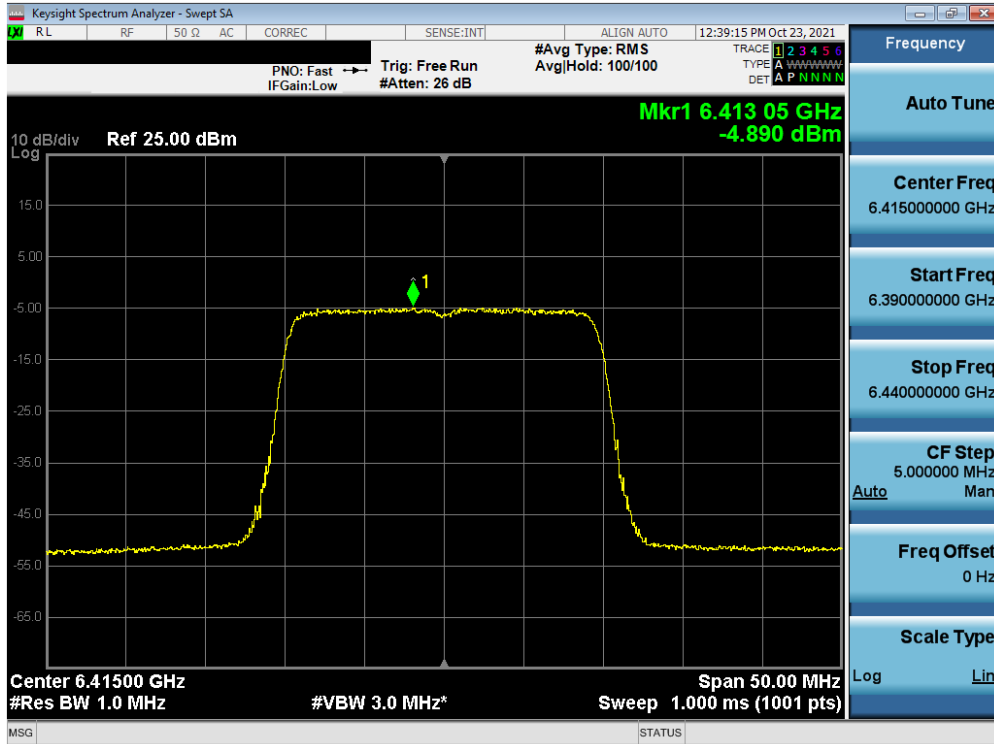 Keysight Spectrum Analyzer - Swept SA
LXI RL RF 50 Ω AC CORREC SENSE:INT ALIGN AUTO 12:39:15 PM Oct 23, 2021
PNO: Fast
IFGain:Low
Trig: Free Run
#Atten: 26 dB
#Avg Type: RMS
Avg|Hold: 100/100
TRACE 1 2 3 4 5 6
TYPE A WWWWW
DET A P N N N N
Mkr1 6.413 05 GHz
-4.890 dBm
10 dB/div Ref 25.00 dBm
Log
15.0
5.00
1
-5.00
-15.0
-25.0
-35.0
-45.0
-55.0
-65.0
Center 6.41500 GHz Span 50.00 MHz
#Res BW 1.0 MHz #VBW 3.0 MHz* Sweep 1.000 ms (1001 pts)
MSG STATUS
Frequency
Auto Tune
Center Freq
6.415000000 GHz
Start Freq
6.390000000 GHz
Stop Freq
6.440000000 GHz
CF Step
5.000000 MHz
Auto Man
Freq Offset
0 Hz
Scale Type
Log Lin